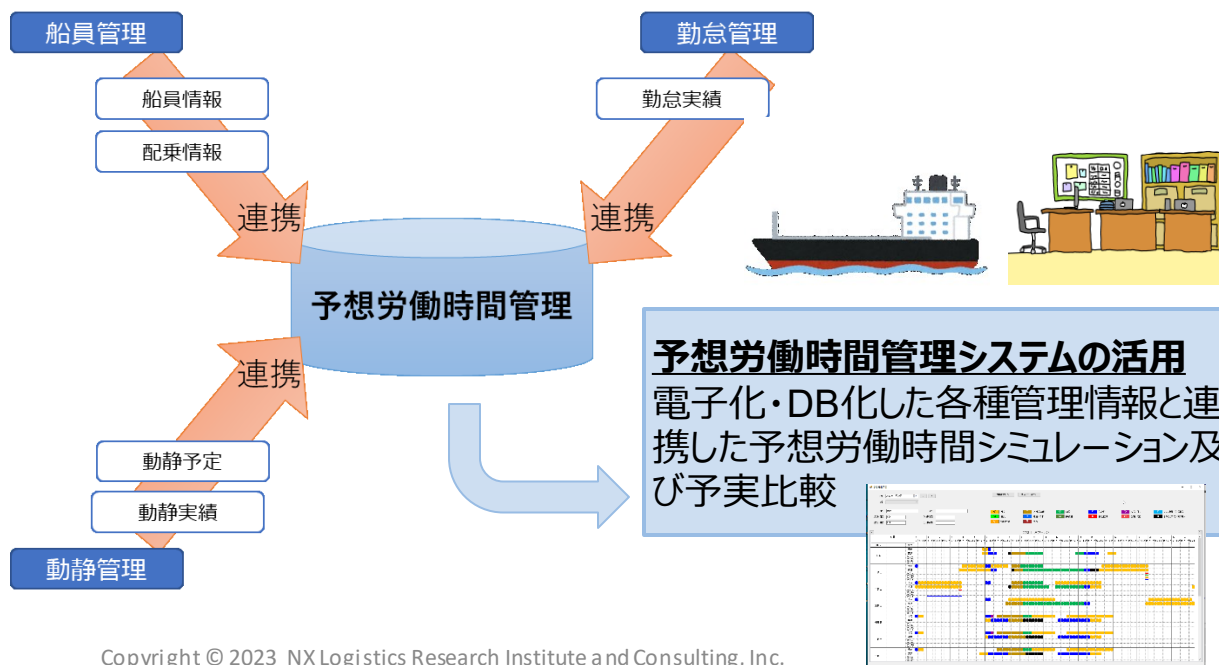 船員管理
勤怠管理
船員情報
勤怠実績
配乗情報
連携
連携
予想労働時間管理
予想労働時間管理システムの活用
電子化・DB化した各種管理情報と連
携した予想労働時間シミュレーション及
び予実比較
連携
動静予定
動静実績
動静管理
Copyright © 2023 NX Logistics Research Institute and Consulting, Inc.